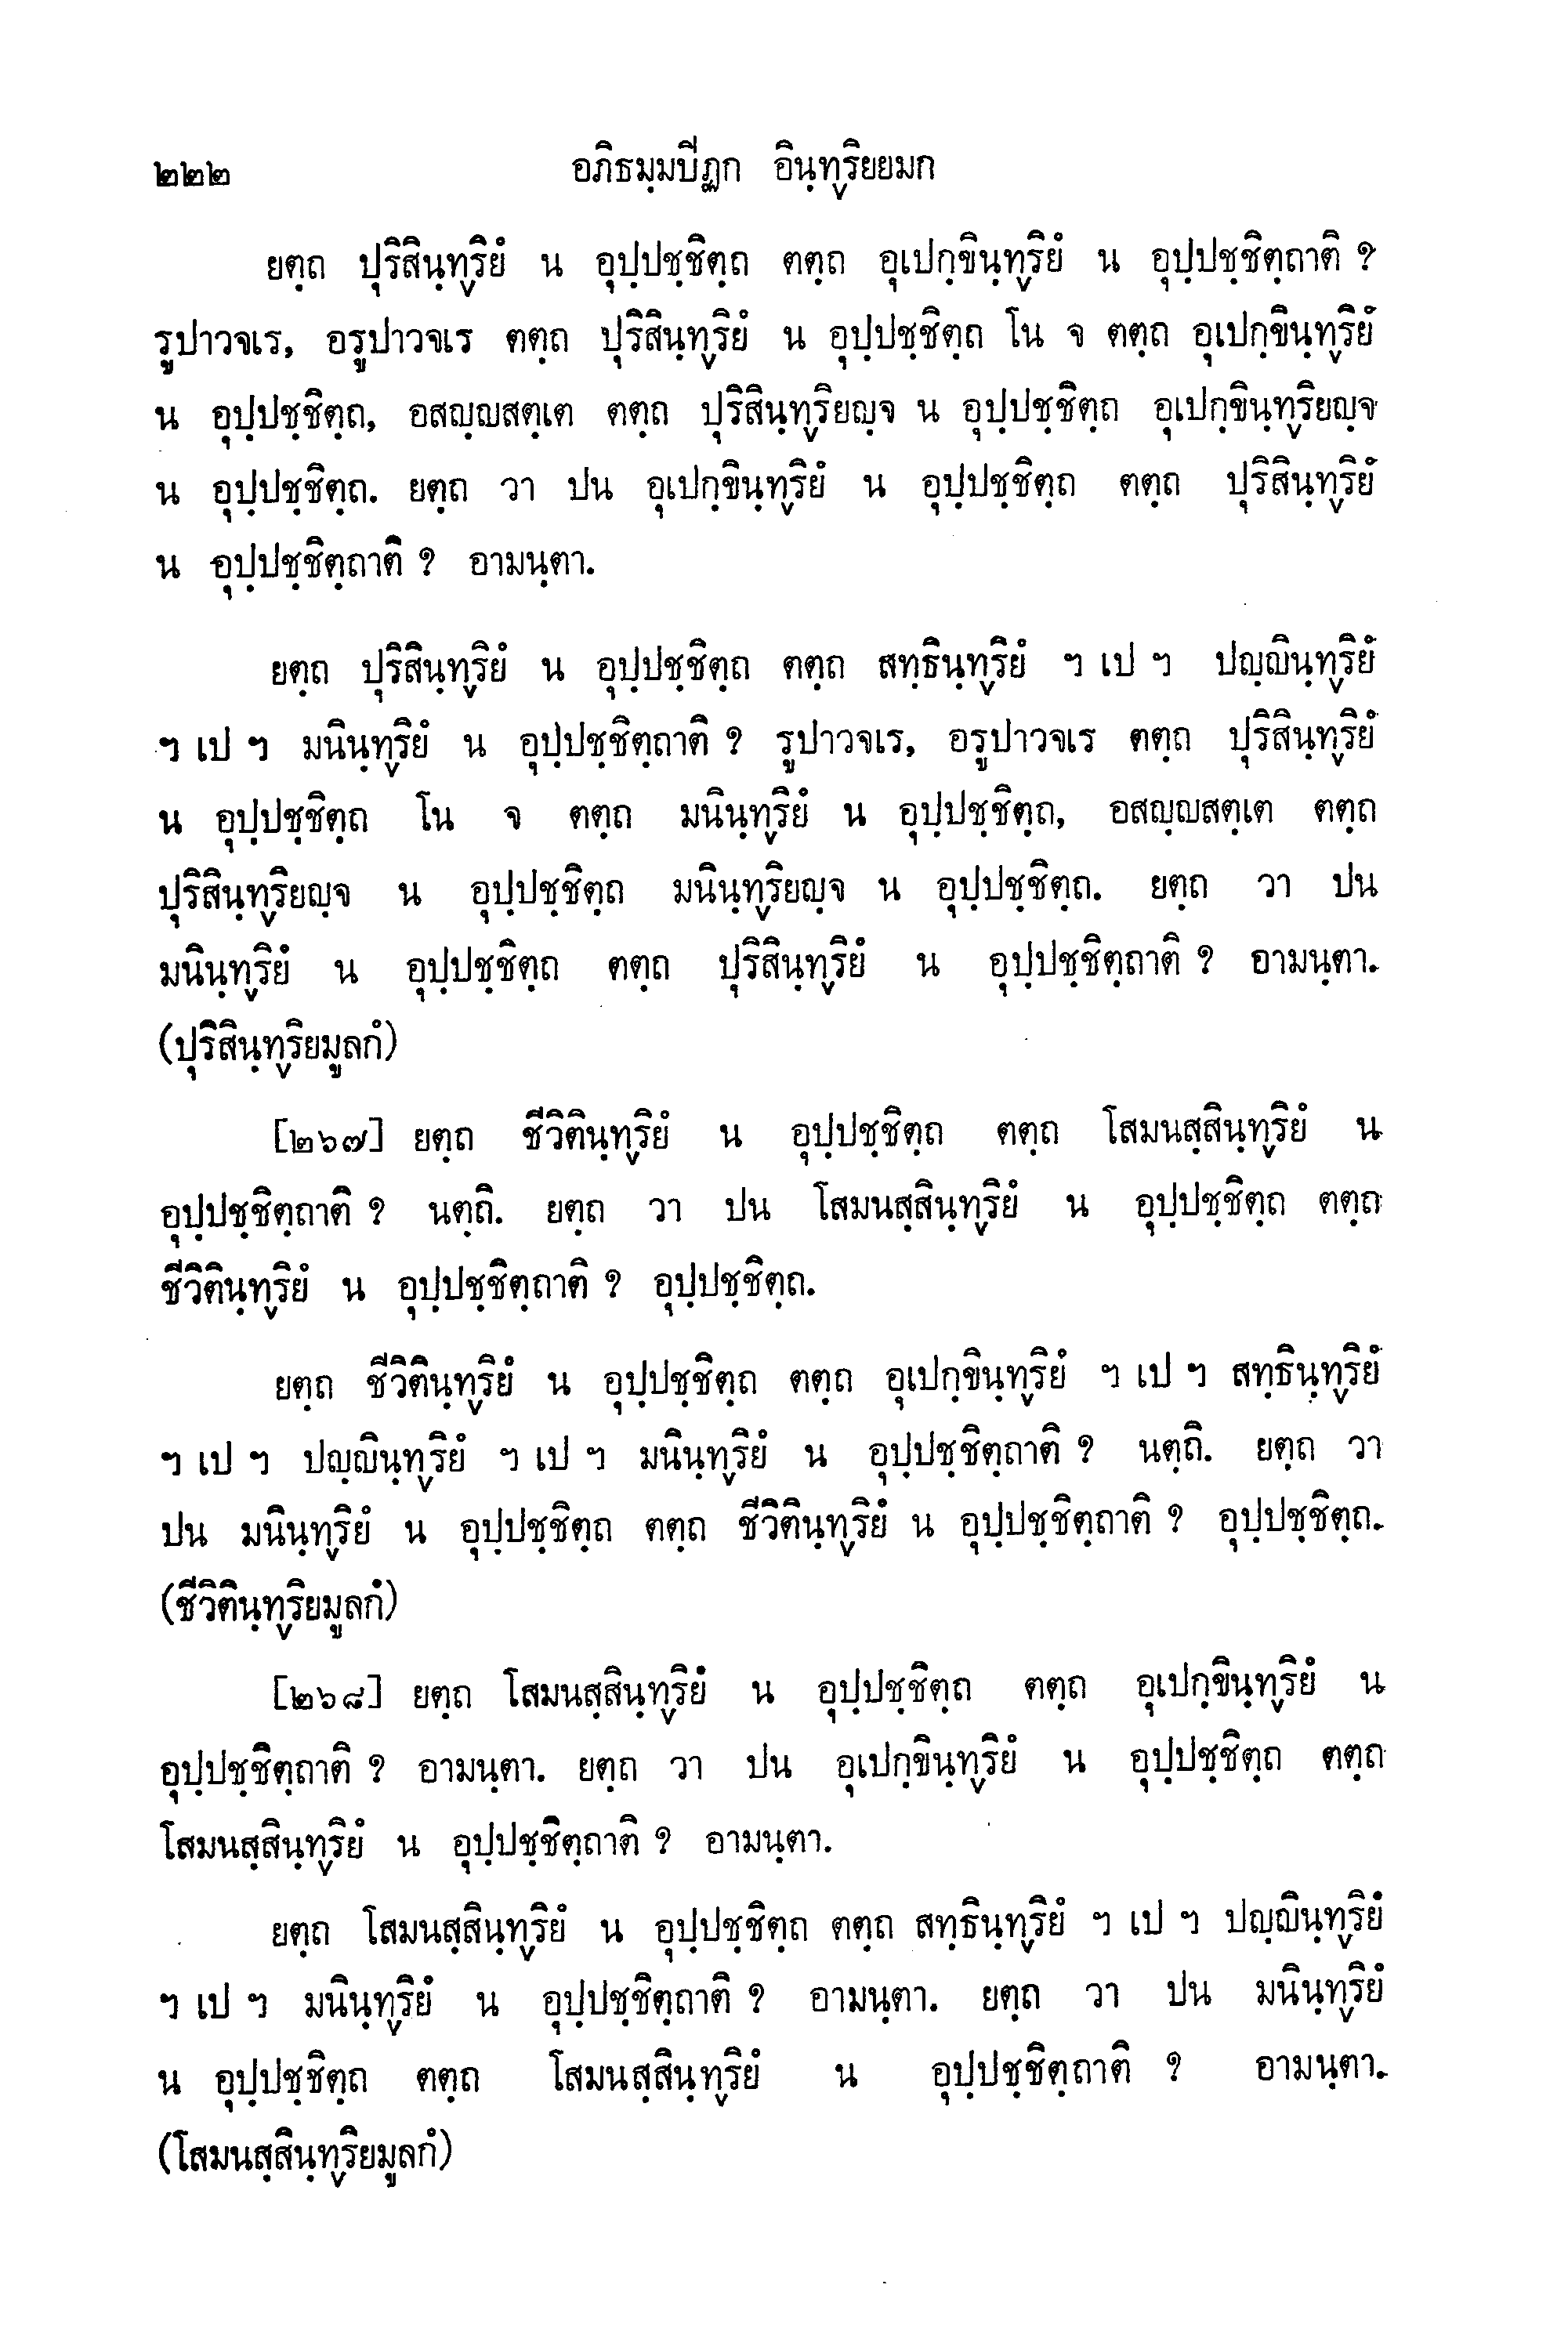 ๒๒๒ อภิธมฺมปีฏก อินฺทฺริยยมก
ยตฺถ ปุริสินฺทฺริยํ น อุปฺปชฺชิตฺถ ตตฺถ อุเปกฺขินฺทฺริยํ น อุปฺปชฺชิตฺถาติ ?
รูปาวจเร, อรูปาวจเร ตตฺถ ปุริสินฺทฺริยํ น อุปฺปชฺชิตฺถ โน จ ตตฺถ อุเปกฺขินฺทฺริยํ
น อุปฺปชฺชิตฺถ, อสญฺญสตฺเต ตตฺถ ปุริสินฺทฺริยญฺจ น อุปฺปชฺชิตฺถ อุเปกฺขินฺทฺริยญฺจ
น อุปฺปชฺชิตฺถ. ยตฺถ วา ปน อุเปกฺขินฺทฺริยํ น อุปฺปชฺชิตฺถ ตตฺถ ปุริสินฺทฺริยํ
น อุปฺปชฺชิตฺถาติ ? อามนฺตา.
ยตฺถ ปุริสินฺทฺริยํ น อุปฺปชฺชิตฺถ ตตฺถ สทฺธินฺทฺริยํ ฯ เป ฯ ปญฺญินฺทฺริยํ
ฯ เป ฯ มนินฺทฺริยํ น อุปฺปชฺชิตฺถาติ ? รูปาวจเร, อรูปาวจเร ตตฺถ ปุริสินฺทฺริยํ
น อุปฺปชฺชิตฺถ โน จ ตตฺถ มนินฺทฺริยํ น อุปฺปชฺชิตฺถ, อสญฺญสตฺเต ตตฺถ
ปุริสินฺทฺริยญฺจ น อุปฺปชฺชิตฺถ มนินฺทฺริยญฺจ น อุปฺปชฺชิตฺถ. ยตฺถ วา ปน
มนินฺทฺริยํ น อุปฺปชฺชิตฺถ ตตฺถ ปุริสินฺทฺริยํ น อุปฺปชฺชิตฺถาติ ? อามนฺตา.
(ปุริสินฺทฺริยมูลกํ)
[๒๖๗] ยตฺถ ชีวิตินฺทฺริยํ น อุปฺปชฺชิตฺถ ตตฺถ โสมนสฺสินฺทฺริยํ น
อุปฺปชฺชิตฺถาติ ? นตฺถิ. ยตฺถ วา ปน โสมนสฺสินฺทฺริยํ น อุปฺปชฺชิตฺถ ตตฺถ
ชีวิตินฺทฺริยํ น อุปฺปชฺชิตฺถาติ ? อุปฺปชฺชิตฺถ.
ยตฺถ ชีวิตินฺทฺริยํ น อุปฺปชฺชิตฺถ ตตฺถ อุเปกฺขินฺทฺริยํ ฯ เป ฯ สทฺธินฺทฺริยํ
ฯ เป ฯ ปญฺญินฺทฺริยํ ฯ เป ฯ มนินฺทฺริยํ น อุปฺปชฺชิตฺถาติ ? นตฺถิ. ยตฺถ วา
ปน มนินฺทฺริยํ น อุปฺปชฺชิตฺถ ตตฺถ ชีวิตินฺทฺริยํ น อุปฺปชฺชิตฺถาติ ? อุปฺปชฺชิตฺถ.
(ชีวิตินฺทฺริยมูลกํ)
[๒๖๘] ยตฺถ โสมนสฺสินฺทฺริยํ น อุปฺปชฺชิตฺถ ตตฺถ อุเปกฺขินฺทฺริยํ น
อุปฺปชฺชิตฺถาติ ? อามนฺตา. ยตฺถ วา ปน อุเปกฺขินฺทฺริยํ น อุปฺปชฺชิตฺถ ตตฺถ
โสมนสฺสินฺทฺริยํ น อุปฺปชฺชิตฺถาติ ? อามนฺตา.
ยตฺถ โสมนสฺสินฺทฺริยํ น อุปฺปชฺชิตฺถ ตตฺถ สทฺธินฺทฺริยํ ฯ เป ฯ ปญฺญินฺทฺริยํ
ฯ เป ฯ มนินฺทฺริยํ น อุปฺปชฺชิตฺถาติ ? อามนฺตา. ยตฺถ วา ปน มนินฺทฺริยํ
น อุปฺปชฺชิตฺถ ตตฺถ โสมนสฺสินฺทฺริยํ น อุปฺปชฺชิตฺถาติ ? อามนฺตา.
(โสมนสฺสินฺทฺริยมูลกํ)